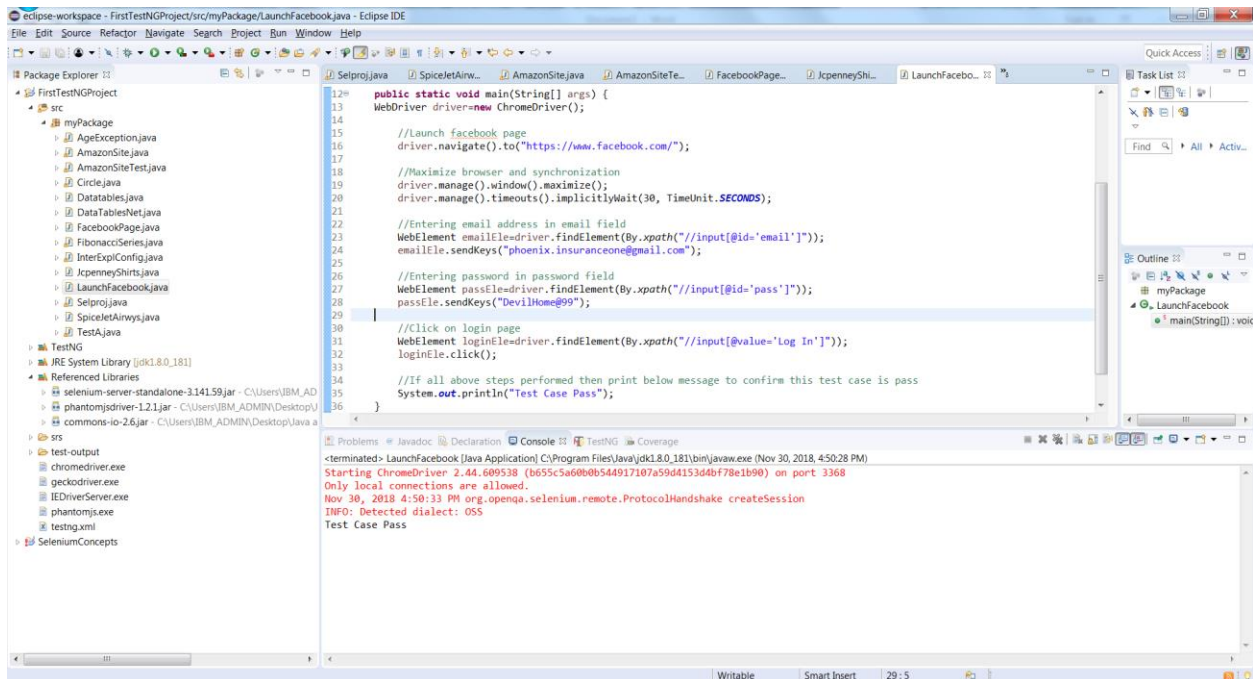 eclipse-workspace - FirstTestNGProject/src/myPackage/LaunchFacebook.java - Eclipse IDE
File Edit Source Refactor Navigate Search Project Run Window Help
Quick Access
Package Explorer
FirstTestNGProject
src
myPackage
AgeException.java
AmazonSite.java
AmazonSiteTest.java
Circle.java
Datatables.java
DataTablesNet.java
FacebookPage.java
FibonacciSeries.java
InterExplConfig.java
JcpenneyShirts.java
LaunchFacebook.java
Selproj.java
SpiceJetAirwys.java
TestA.java
TestNG
JRE System Library [jdk1.8.0_181]
Referenced Libraries
selenium-server-standalone-3.141.59.jar - C:\Users\IBM_AD
phantomjsdriver-1.2.1.jar - C:\Users\IBM_ADMIN\Desktop\J
commons-io-2.6.jar - C:\Users\IBM_ADMIN\Desktop\Java a
srs
test-output
chromedriver.exe
geckodriver.exe
IEDriverServer.exe
phantomjs.exe
testng.xml
SeleniumConcepts
Selproj.java SpiceJetAirw... AmazonSite.java AmazonSiteTe... FacebookPage... JcpenneyShi... LaunchFacebo...
12 public static void main(String[] args) {
13 WebDriver driver=new ChromeDriver();
14
15 //Launch facebook page
16 driver.navigate().to("https://www.facebook.com/");
17
18 //Maximize browser and synchronization
19 driver.manage().window().maximize();
20 driver.manage().timeouts().implicitlyWait(30, TimeUnit.SECONDS);
21
22 //Entering email address in email field
23 WebElement emailEle=driver.findElement(By.xpath("//input[@id='email']"));
24 emailEle.sendKeys("phoenix.insuranceone@gmail.com");
25
26 //Entering password in password field
27 WebElement passEle=driver.findElement(By.xpath("//input[@id='pass']"));
28 passEle.sendKeys("DevilHome@99");
29
30 //Click on login page
31 WebElement loginEle=driver.findElement(By.xpath("//input[@value='Log In']"));
32 loginEle.click();
33
34 //If all above steps performed then print below message to confirm this test case is pass
35 System.out.println("Test Case Pass");
36 }
Task List
Find All Activ...
Outline
myPackage
LaunchFacebook
main(String[]) : void
Problems Javadoc Declaration Console TestNG Coverage
<terminated> LaunchFacebook [Java Application] C:\Program Files\Java\jdk1.8.0_181\bin\javaw.exe (Nov 30, 2018, 4:50:28 PM)
Starting ChromeDriver 2.44.609538 (b655c5a60b0b544917107a59d4153d4bf78e1b90) on port 3368
Only local connections are allowed.
Nov 30, 2018 4:50:33 PM org.openqa.selenium.remote.ProtocolHandshake createSession
INFO: Detected dialect: OSS
Test Case Pass
Writable Smart Insert 29 : 5